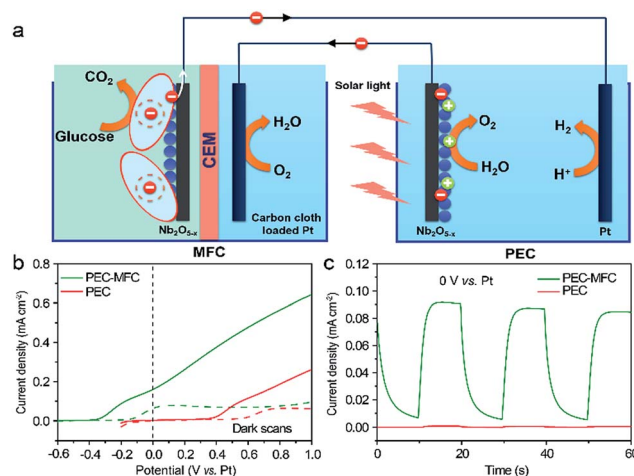 a
CO2
Glucose
Nb2O5-x
CEM
H2O
O2
Carbon cloth
loaded Pt
MFC
Solar light
Nb2O5-x
O2
H2O
H2
H+
Pt
PEC
b
PEC-MFC
PEC
Dark scans
Current density (mA cm-2)
0.8
0.6
0.4
0.2
0.0
-0.6 -0.4 -0.2 0.0 0.2 0.4 0.6 0.8 1.0
Potential (V vs. Pt)
c
0 V vs. Pt
PEC-MFC
PEC
Current density (mA cm-2)
0.12
0.10
0.08
0.06
0.04
0.02
0.00
0 20 40 60
Time (s)